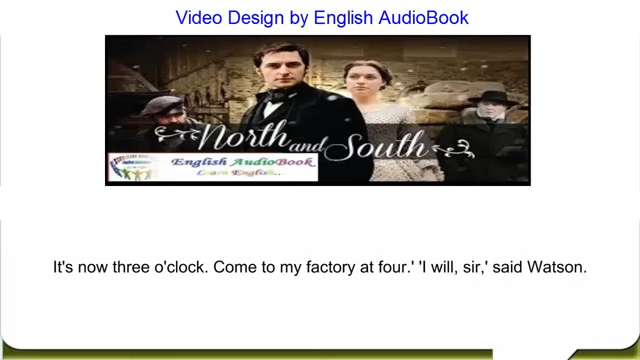 Video Design by English AudioBook
North and South
English AudioBook
Learn English...
It's now three o'clock. Come to my factory at four.' 'I will, sir,' said Watson.